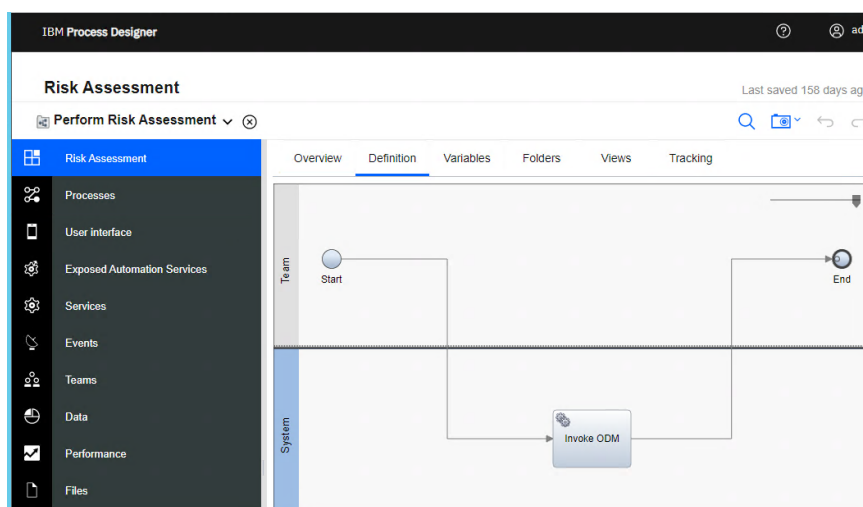 IBM Process Designer
ad
Risk Assessment
Last saved 158 days ag
Perform Risk Assessment
Risk Assessment
Overview Definition Variables Folders Views Tracking
Processes
User interface
Exposed Automation Services
Services
Events
Teams
Data
Performance
Files
Team
Start
End
System
Invoke ODM